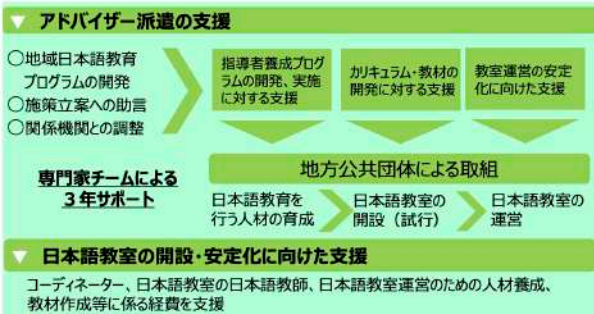 ▼ アドバイザー派遣の支援
○地域日本語教育
プログラムの開発
○施策立案への助言
○関係機関との調整
指導者養成プログ
ラムの開発、実施
に対する支援
カリキュラム・教材の
開発に対する支援
教室運営の安定
化に向けた支援
専門家チームによる
3年サポート
地方公共団体による取組
日本語教育を
行う人材の育成
日本語教室の
開設（試行）
日本語教室の
運営
▼ 日本語教室の開設・安定化に向けた支援
コーディネーター、日本語教室の日本語教師、日本語教室運営のための人材養成、
教材作成等に係る経費を支援